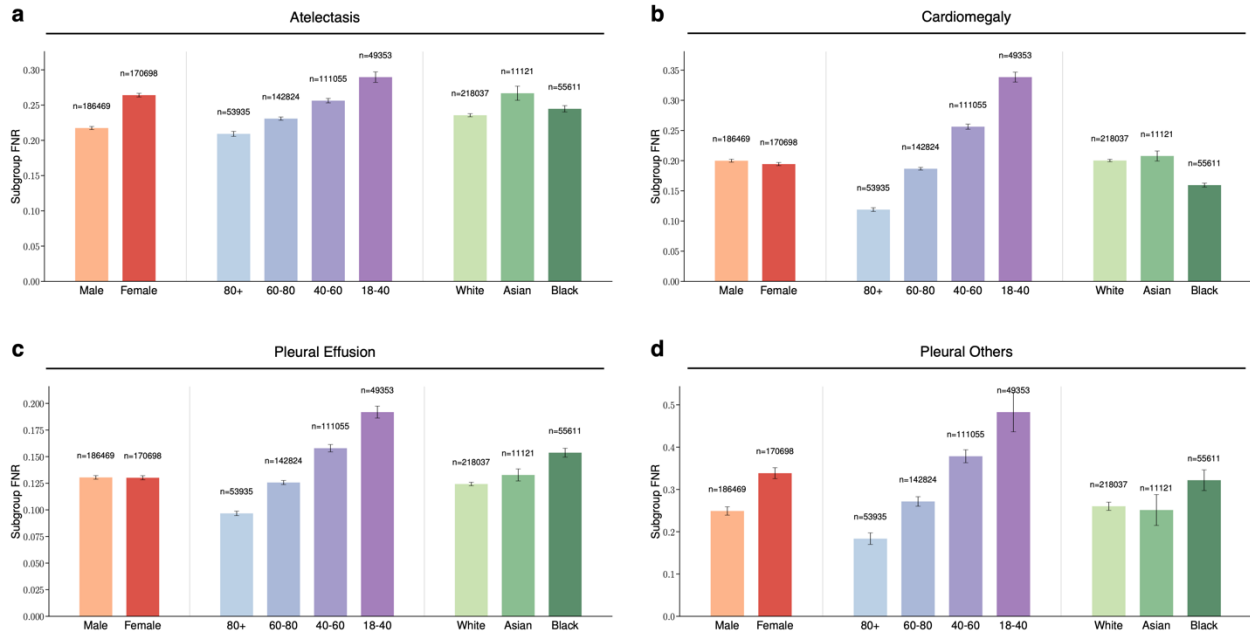 a
Atelectasis
Subgroup FNR
0.30
0.25
0.20
0.15
0.10
0.05
0.00
n=186469
n=170698
n=53935
n=142824
n=111055
n=49353
n=218037
n=11121
n=55611
Male Female 80+ 60-80 40-60 18-40 White Asian Black
b
Cardiomegaly
Subgroup FNR
0.35
0.30
0.25
0.20
0.15
0.10
0.05
0.00
n=186469
n=170698
n=53935
n=142824
n=111055
n=49353
n=218037
n=11121
n=55611
Male Female 80+ 60-80 40-60 18-40 White Asian Black
c
Pleural Effusion
Subgroup FNR
0.200
0.175
0.150
0.125
0.100
0.075
0.050
0.025
0.000
n=186469
n=170698
n=53935
n=142824
n=111055
n=49353
n=218037
n=11121
n=55611
Male Female 80+ 60-80 40-60 18-40 White Asian Black
d
Pleural Others
Subgroup FNR
0.5
0.4
0.3
0.2
0.1
0.0
n=186469
n=170698
n=53935
n=142824
n=111055
n=49353
n=218037
n=11121
n=55611
Male Female 80+ 60-80 40-60 18-40 White Asian Black